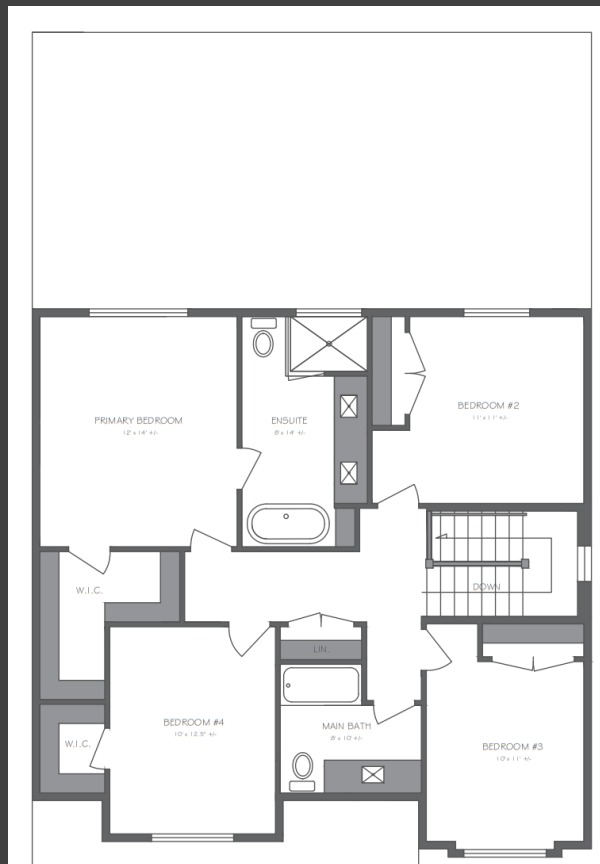 PRIMARY BEDROOM
12' x 14' +/-
ENSUITE
8' x 14' +/-
BEDROOM #2
11' x 11' +/-
W.I.C.
DOWN
LIN.
BEDROOM #4
10' x 12.5' +/-
W.I.C.
MAIN BATH
8' x 10' +/-
BEDROOM #3
10' x 11' +/-